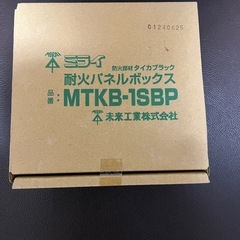 C1240625
ミライ
防火部材 タイカブラック
耐火パネルボックス
品番：MTKB-1SBP
未来工業株式会社